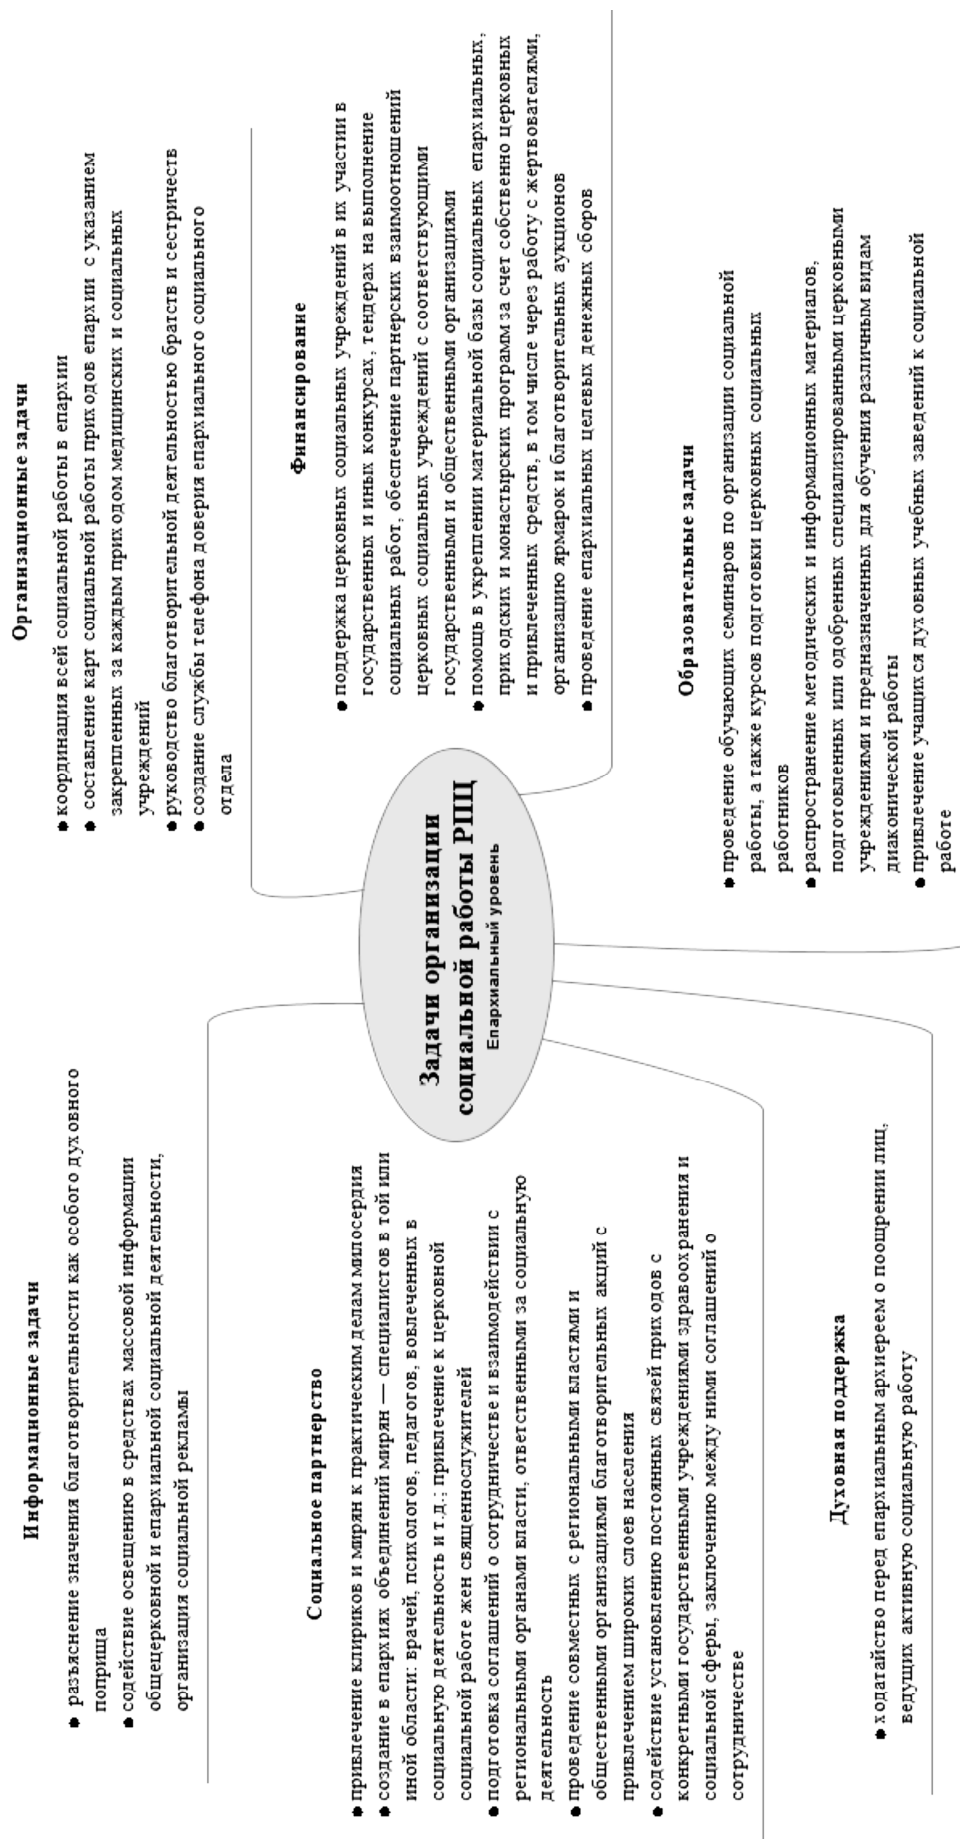 Информационные задачи
разъяснение значения благотворительности как особого духовного
поприща
содействие освещению в средствах массовой информации
общецерковной и епархиальной социальной деятельности,
организация социальной рекламы
Социальное партнерство
привлечение клириков и мирян к практическим делам милосердия
создание в епархиях объединений мирян — специалистов в той или
иной области: врачей, психологов, педагогов, вовлеченных в
социальную деятельность и т.д.; привлечение к церковной
социальной работе жен священнослужителей
подготовка соглашений о сотрудничестве и взаимодействии с
региональными органами власти, ответственными за социальную
деятельность
проведение совместных с региональными властями и
общественными организациями благотворительных акций с
привлечением широких слоев населения
содействие установлению постоянных связей приходов с
конкретными государственными учреждениями здравоохранения и
социальной сферы, заключению между ними соглашений о
сотрудничестве
Духовная поддержка
ходатайство перед епархиальным архиереем о поощрении лиц,
ведущих активную социальную работу
Задачи организации
социальной работы РПЦ
Епархиальный уровень
Организационные задачи
координация всей социальной работы в епархии
составление карт социальной работы приходов епархии с указанием
закрепленных за каждым приходом медицинских и социальных
учреждений
руководство благотворительной деятельностью братств и сестричеств
создание службы телефона доверия епархиального социального
отдела
Финансирование
поддержка церковных социальных учреждений в их участии в
государственных и иных конкурсах, тендерах на выполнение
социальных работ, обеспечение партнерских взаимоотношений
церковных социальных учреждений с соответствующими
государственными и общественными организациями
помощь в укреплении материальной базы социальных епархиальных,
приходских и монастырских программ за счет собственно церковных
и привлеченных средств, в том числе через работу с жертвователями,
организацию ярмарок и благотворительных аукционов
проведение епархиальных целевых денежных сборов
Образовательные задачи
проведение обучающих семинаров по организации социальной
работы, а также курсов подготовки церковных социальных
работников
распространение методических и информационных материалов,
подготовленных или одобренных специализированными церковными
учреждениями и предназначенных для обучения различным видам
диаконической работы
привлечение учащихся духовных учебных заведений к социальной
работе